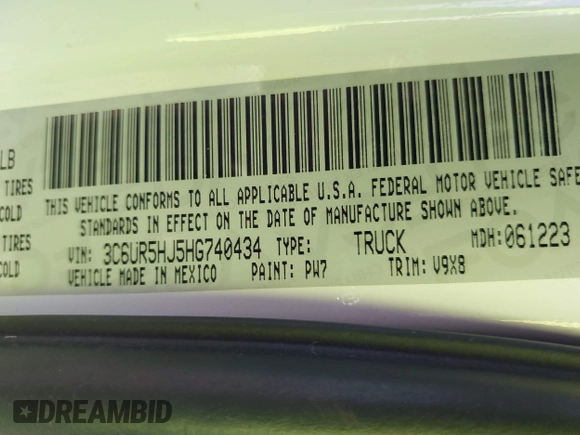 LB
TIRES
COLD
TIRES
COLD
THIS VEHICLE CONFORMS TO ALL APPLICABLE U.S.A. FEDERAL MOTOR VEHICLE SAFE
STANDARDS IN EFFECT ON THE DATE OF MANUFACTURE SHOWN ABOVE.
VIN: 3C6UR5HJ5HG740434 TYPE: TRUCK MDH: 061223
VEHICLE MADE IN MEXICO PAINT: PW7 TRIM: V9X8
DREAMBID